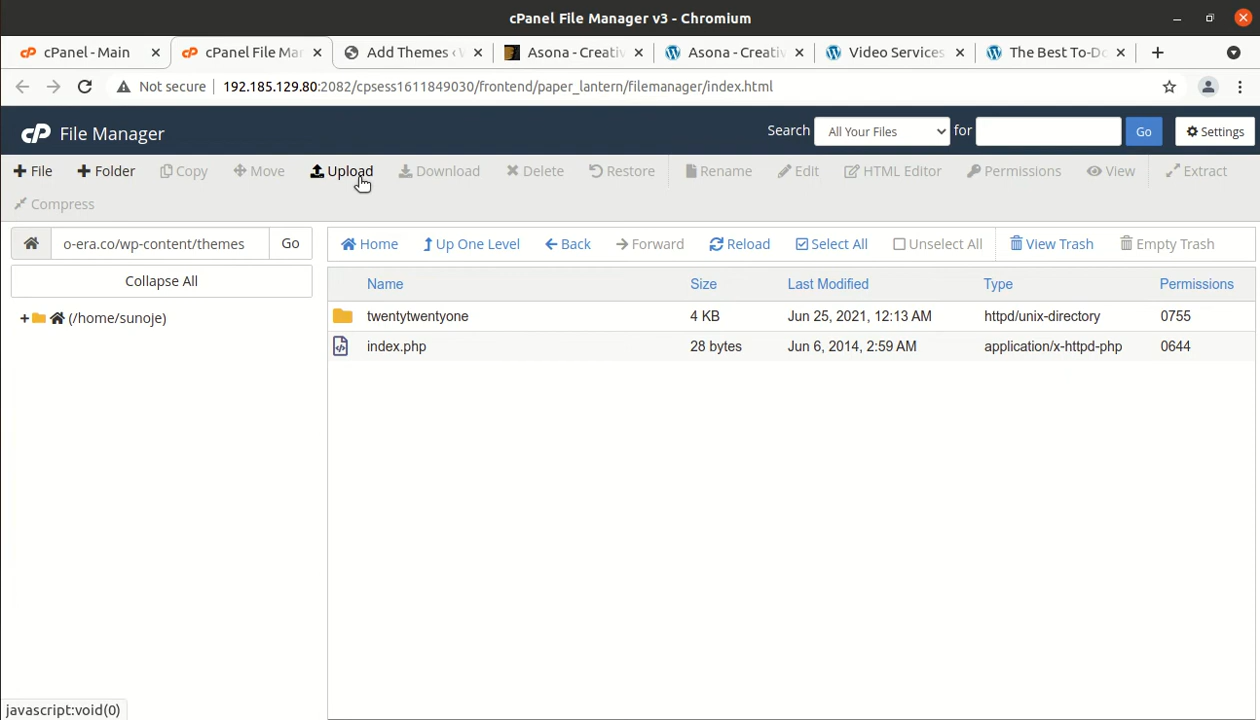 cPanel File Manager v3 - Chromium
cPanel - Main
cPanel File Mar
Add Themes ‹ W
Asona - Creativ
Asona - Creativ
Video Services
The Best To-Do
Not secure
192.185.129.80:2082/cpsess1611849030/frontend/paper_lantern/filemanager/index.html
cP File Manager
Search
All Your Files
for
Go
Settings
File
Folder
Copy
Move
Upload
Download
Delete
Restore
Rename
Edit
HTML Editor
Permissions
View
Extract
Compress
o-era.co/wp-content/themes
Go
Home
Up One Level
Back
Forward
Reload
Select All
Unselect All
View Trash
Empty Trash
Collapse All
(/home/sunoje)
Name Size Last Modified Type Permissions
twentytwentyone 4 KB Jun 25, 2021, 12:13 AM httpd/unix-directory 0755
index.php 28 bytes Jun 6, 2014, 2:59 AM application/x-httpd-php 0644
javascript:void(0)